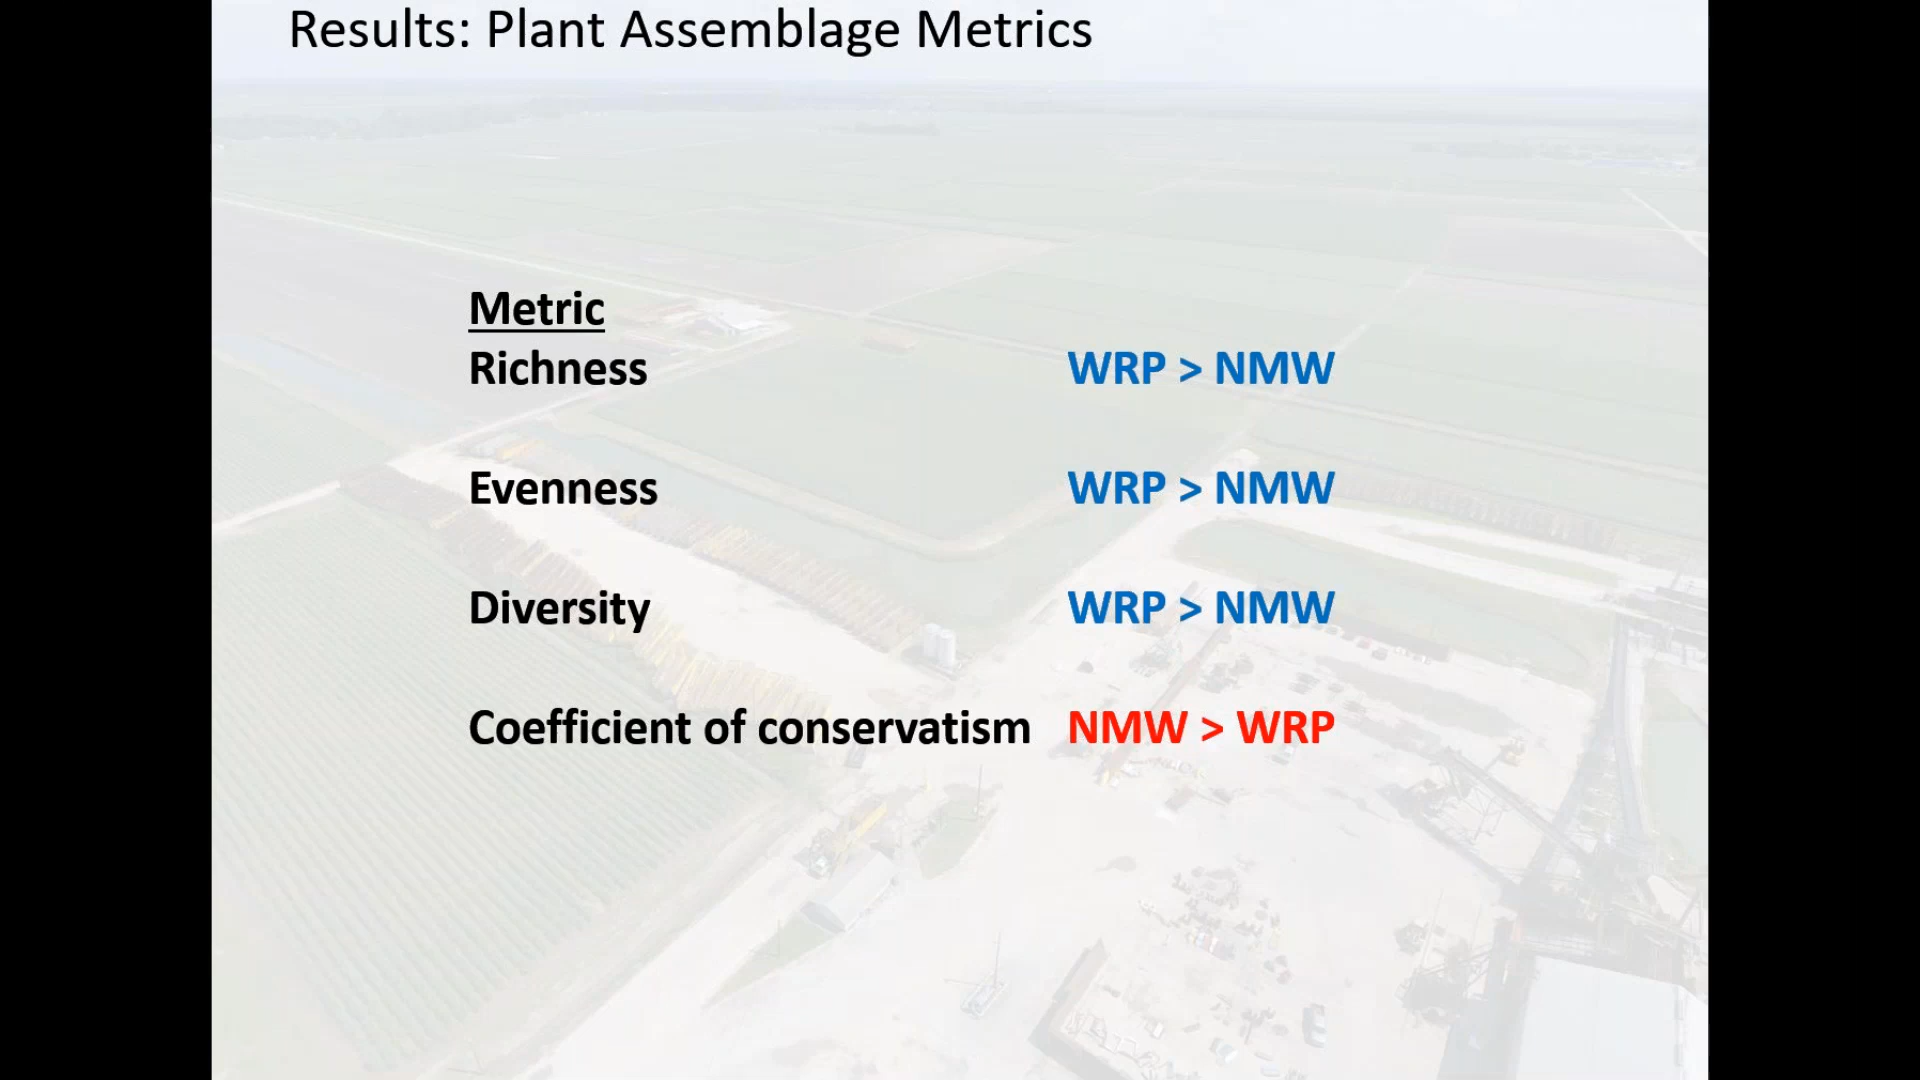 Results: Plant Assemblage Metrics
Metric
Richness WRP > NMW
Evenness WRP > NMW
Diversity WRP > NMW
Coefficient of conservatism NMW > WRP